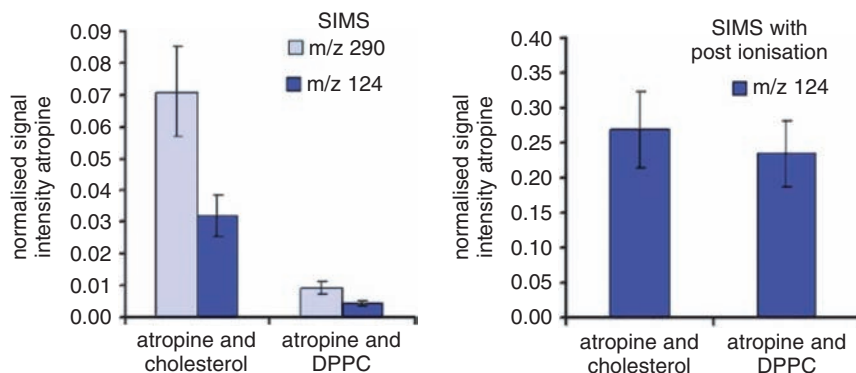 SIMS
m/z 290
m/z 124
normalised signal
intensity atropine
0.09
0.08
0.07
0.06
0.05
0.04
0.03
0.02
0.01
0.00
atropine and
cholesterol
atropine and
DPPC
SIMS with
post ionisation
m/z 124
normalised signal
intensity atropine
0.40
0.35
0.30
0.25
0.20
0.15
0.10
0.05
0.00
atropine and
cholesterol
atropine and
DPPC